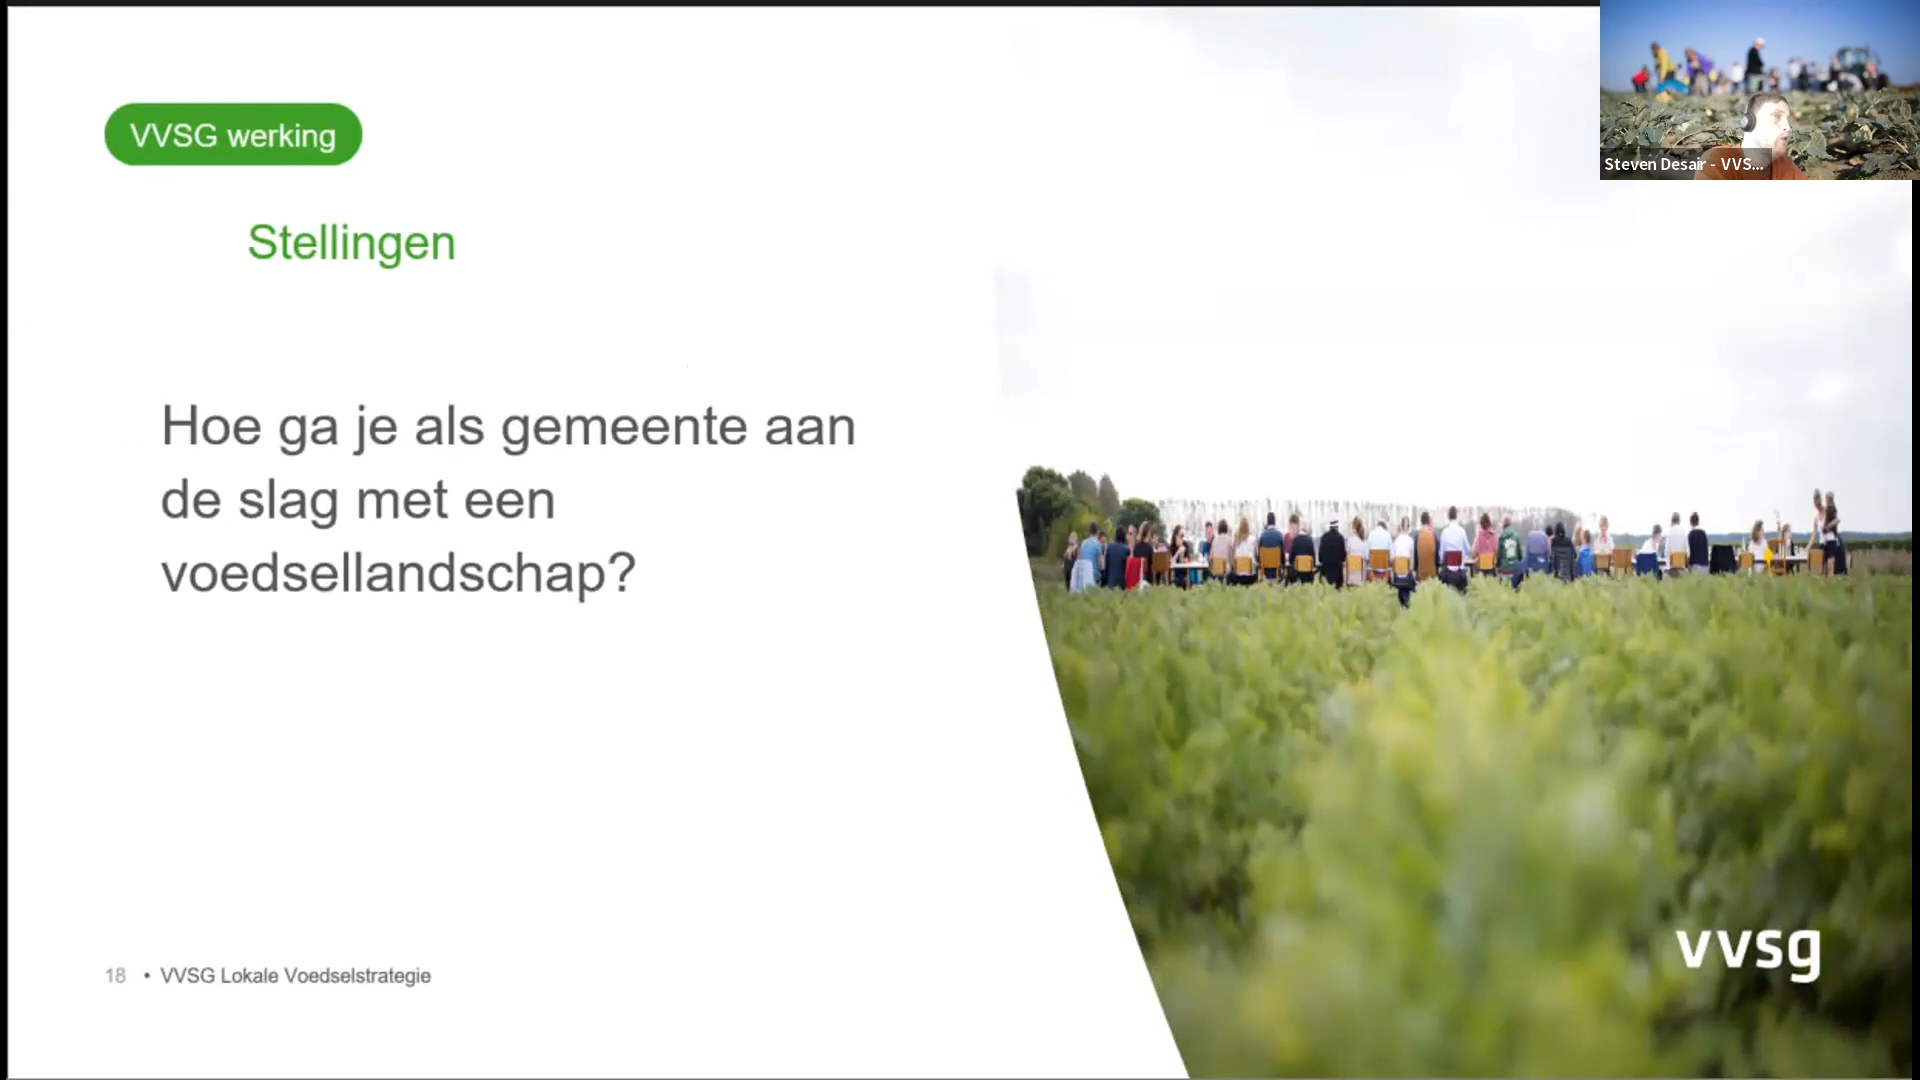 VVSG werking
Steven Desair - VVS...
Stellingen
Hoe ga je als gemeente aan
de slag met een
voedsellandschap?
vvsg
18 • VVSG Lokale Voedselstrategie